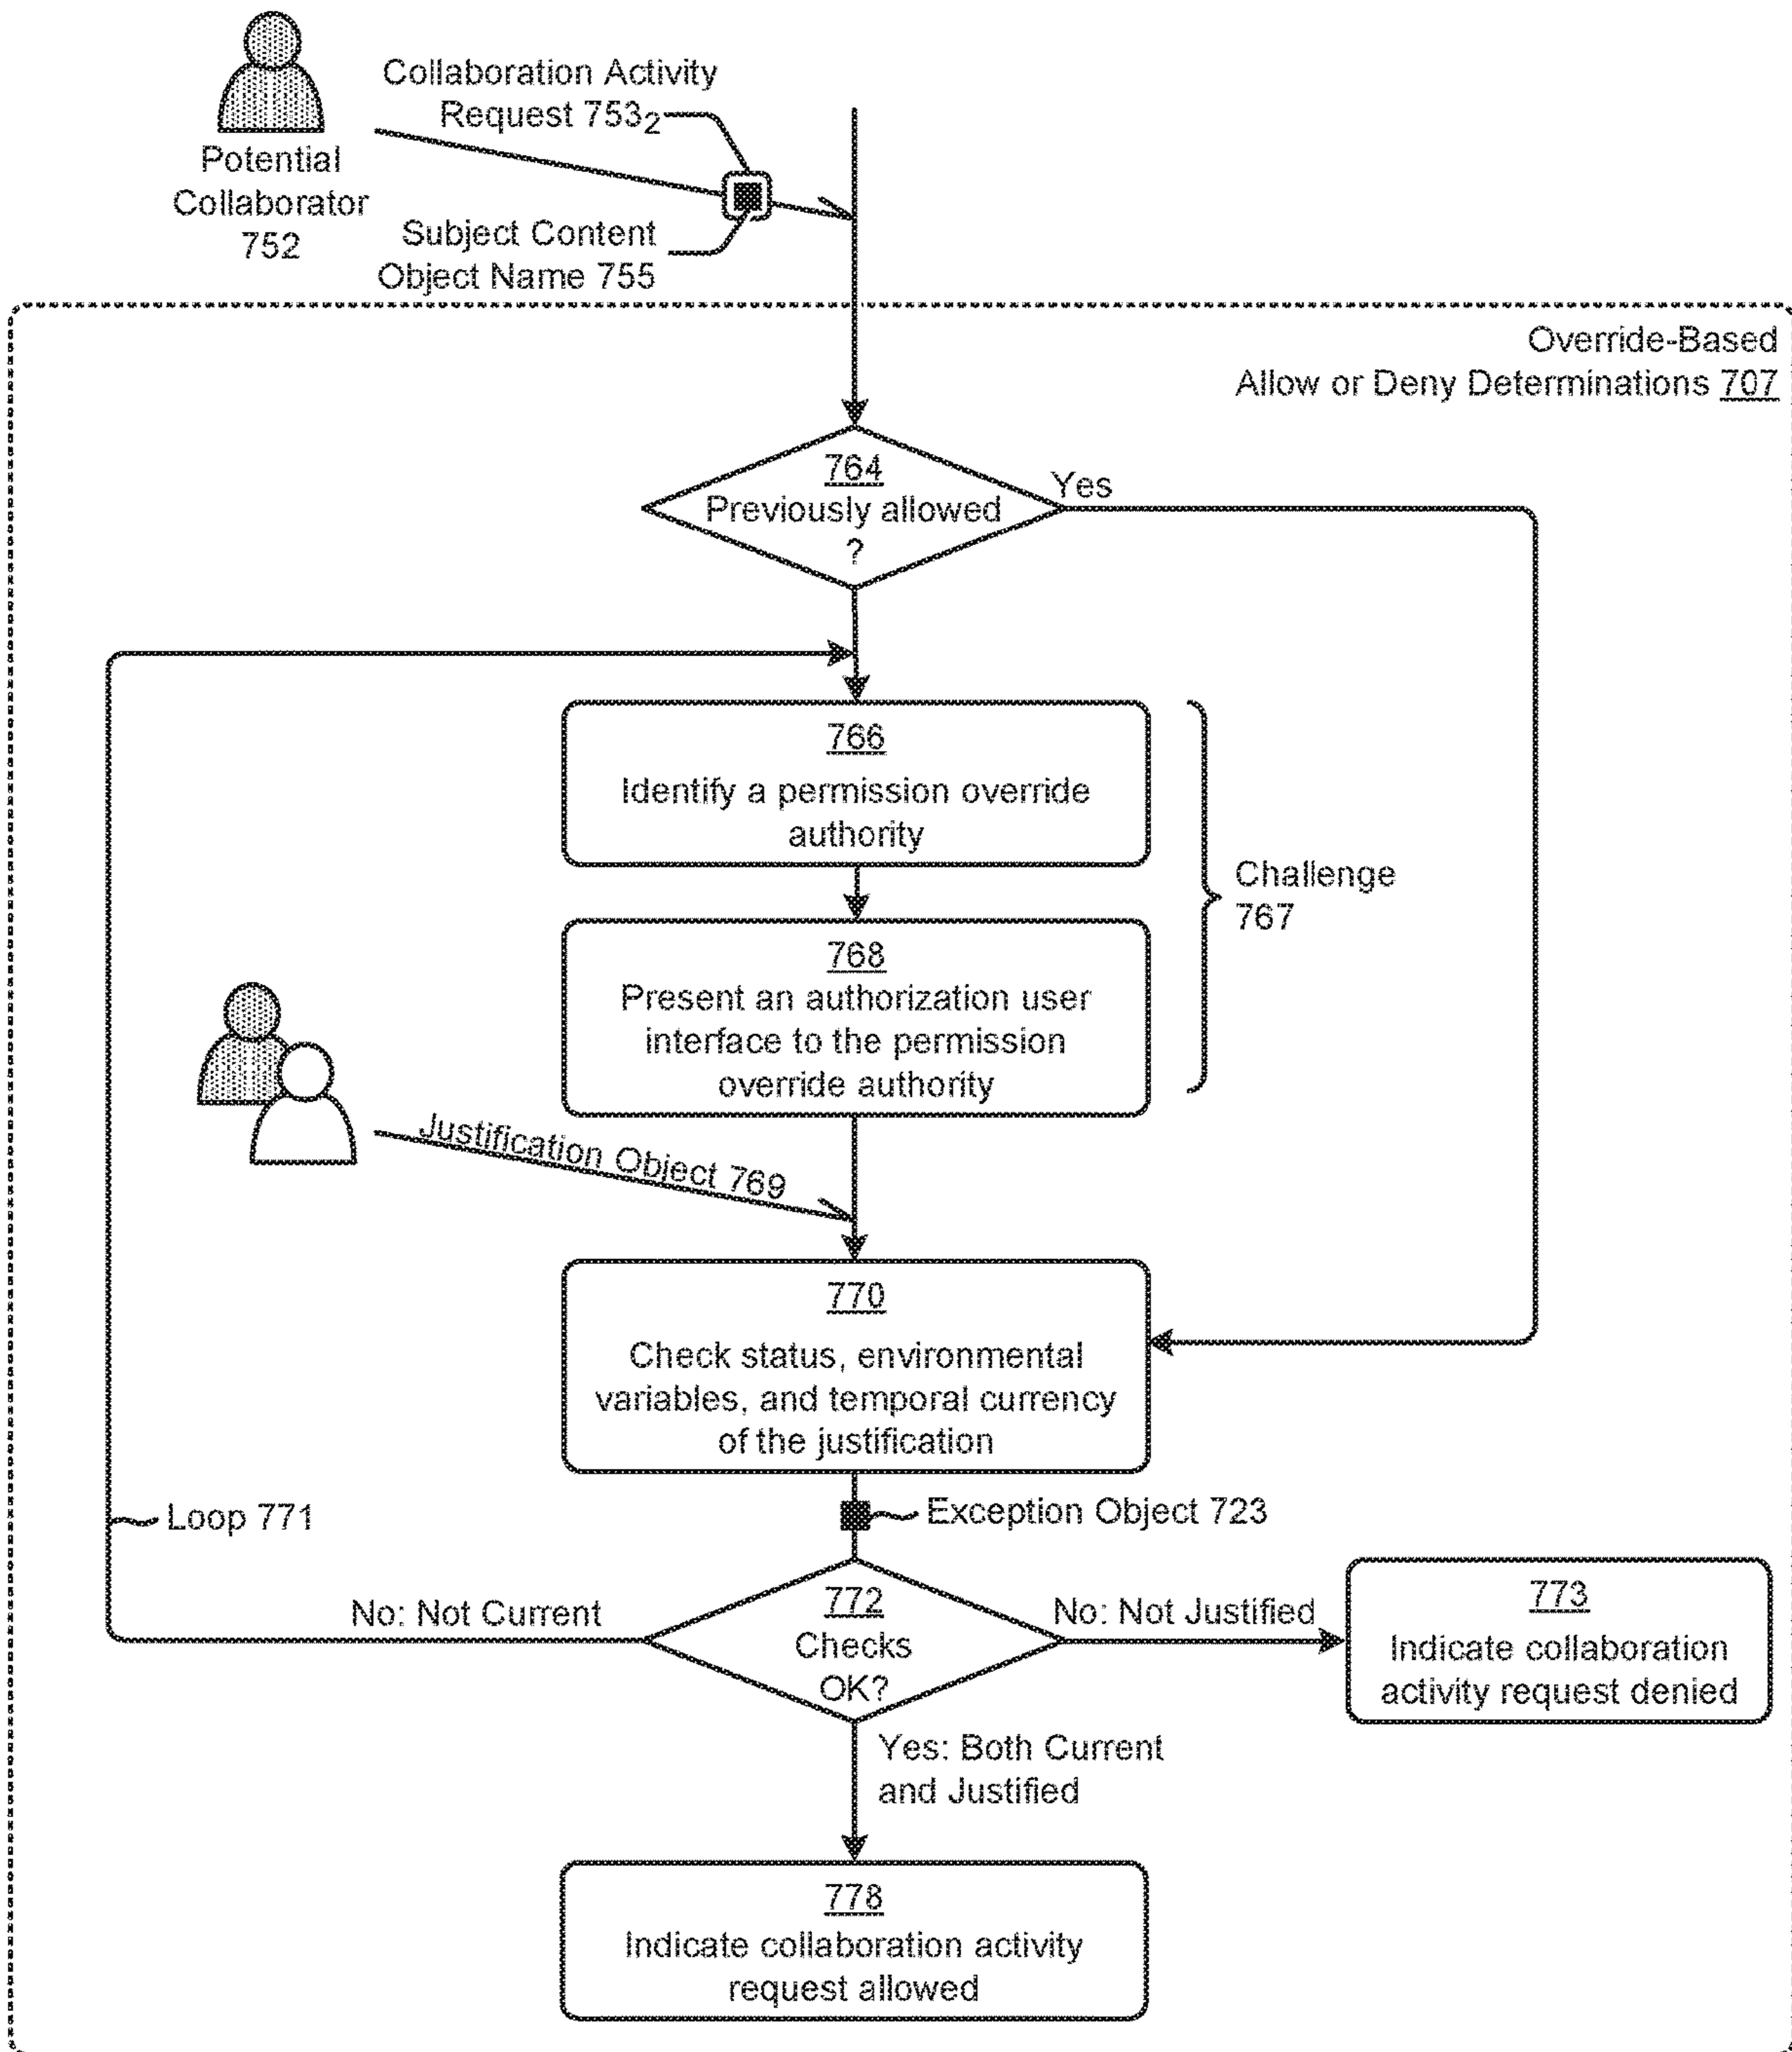 Collaboration Activity
Request 753₂
Potential
Collaborator
752
Subject Content
Object Name 755
Override-Based
Allow or Deny Determinations 707
764
Previously allowed
?
Yes
766
Identify a permission override
authority
Challenge
767
768
Present an authorization user
interface to the permission
override authority
Justification Object 769
770
Check status, environmental
variables, and temporal currency
of the justification
Loop 771
Exception Object 723
No: Not Current
772
Checks
OK?
No: Not Justified
773
Indicate collaboration
activity request denied
Yes: Both Current
and Justified
778
Indicate collaboration activity
request allowed